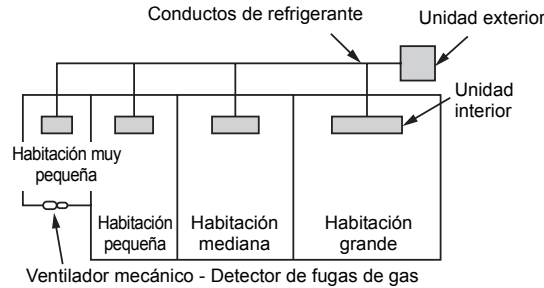 Conductos de refrigerante
Unidad exterior
Unidad
interior
Habitación muy
pequeña
Habitación
pequeña
Habitación
mediana
Habitación
grande
Ventilador mecánico - Detector de fugas de gas